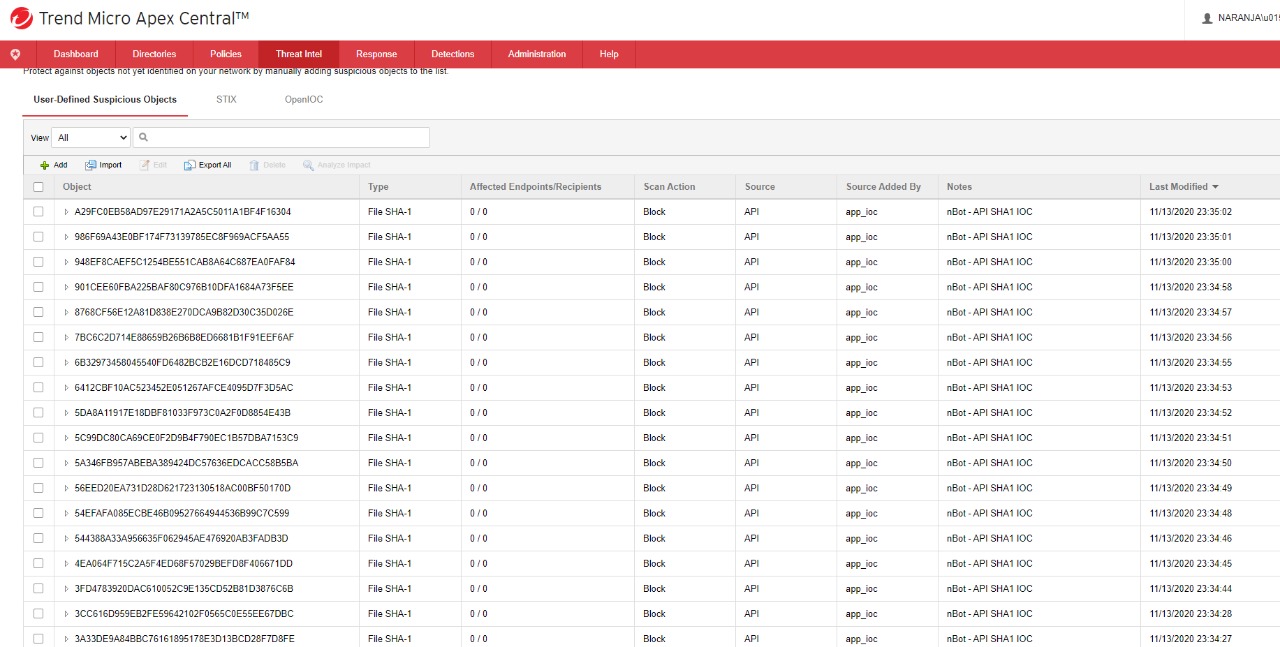 Trend Micro Apex Central™
NARANJA\u019
Dashboard Directories Policies Threat Intel Response Detections Administration Help
Protect against objects not yet identified on your network by manually adding suspicious objects to the list.
User-Defined Suspicious Objects STIX OpenIOC
View All
Add Import Edit Export All Delete Analyze Impact
Object Type Affected Endpoints/Recipients Scan Action Source Source Added By Notes Last Modified
A29FC0EB58AD97E29171A2A5C5011A1BF4F16304 File SHA-1 0 / 0 Block API app_ioc nBot - API SHA1 IOC 11/13/2020 23:35:02
986F69A43E0BF174F73139785EC8F969ACF5AA55 File SHA-1 0 / 0 Block API app_ioc nBot - API SHA1 IOC 11/13/2020 23:35:01
948EF8CAEF5C1254BE551CAB8A64C687EA0FAF84 File SHA-1 0 / 0 Block API app_ioc nBot - API SHA1 IOC 11/13/2020 23:35:00
901CEE60FBA225BAF80C976B10DFA1684A73F5EE File SHA-1 0 / 0 Block API app_ioc nBot - API SHA1 IOC 11/13/2020 23:34:58
8768CF56E12A81D838E270DCA9B82D30C35D026E File SHA-1 0 / 0 Block API app_ioc nBot - API SHA1 IOC 11/13/2020 23:34:57
7BC6C2D714E88659B26B6B8ED6681B1F91EEF6AF File SHA-1 0 / 0 Block API app_ioc nBot - API SHA1 IOC 11/13/2020 23:34:56
6B32973458045540FD6482BCB2E16DCD718485C9 File SHA-1 0 / 0 Block API app_ioc nBot - API SHA1 IOC 11/13/2020 23:34:55
6412CBF10AC523452E051267AFCE4095D7F3D5AC File SHA-1 0 / 0 Block API app_ioc nBot - API SHA1 IOC 11/13/2020 23:34:53
5DA8A11917E18DBF81033F973C0A2F0D8854E43B File SHA-1 0 / 0 Block API app_ioc nBot - API SHA1 IOC 11/13/2020 23:34:52
5C99DC80CA69CE0F2D9B4F790EC1B57DBA7153C9 File SHA-1 0 / 0 Block API app_ioc nBot - API SHA1 IOC 11/13/2020 23:34:51
5A346FB957ABEBA389424DC57636EDCACC58B5BA File SHA-1 0 / 0 Block API app_ioc nBot - API SHA1 IOC 11/13/2020 23:34:50
56EED20EA731D28D621723130518AC00BF50170D File SHA-1 0 / 0 Block API app_ioc nBot - API SHA1 IOC 11/13/2020 23:34:49
54EFAFA085ECBE46B09527664944536B99C7C599 File SHA-1 0 / 0 Block API app_ioc nBot - API SHA1 IOC 11/13/2020 23:34:48
544388A33A956635F062945AE476920AB3FADB3D File SHA-1 0 / 0 Block API app_ioc nBot - API SHA1 IOC 11/13/2020 23:34:46
4EA064F715C2A5F4ED68F57029BEFD8F406671DD File SHA-1 0 / 0 Block API app_ioc nBot - API SHA1 IOC 11/13/2020 23:34:45
3FD4783920DAC610052C9E135CD52B81D3876C6B File SHA-1 0 / 0 Block API app_ioc nBot - API SHA1 IOC 11/13/2020 23:34:44
3CC616D959EB2FE59642102F0565C0E55EE67DBC File SHA-1 0 / 0 Block API app_ioc nBot - API SHA1 IOC 11/13/2020 23:34:28
3A33DE9A84BBC76161895178E3D13BCD28F7D8FE File SHA-1 0 / 0 Block API app_ioc nBot - API SHA1 IOC 11/13/2020 23:34:27